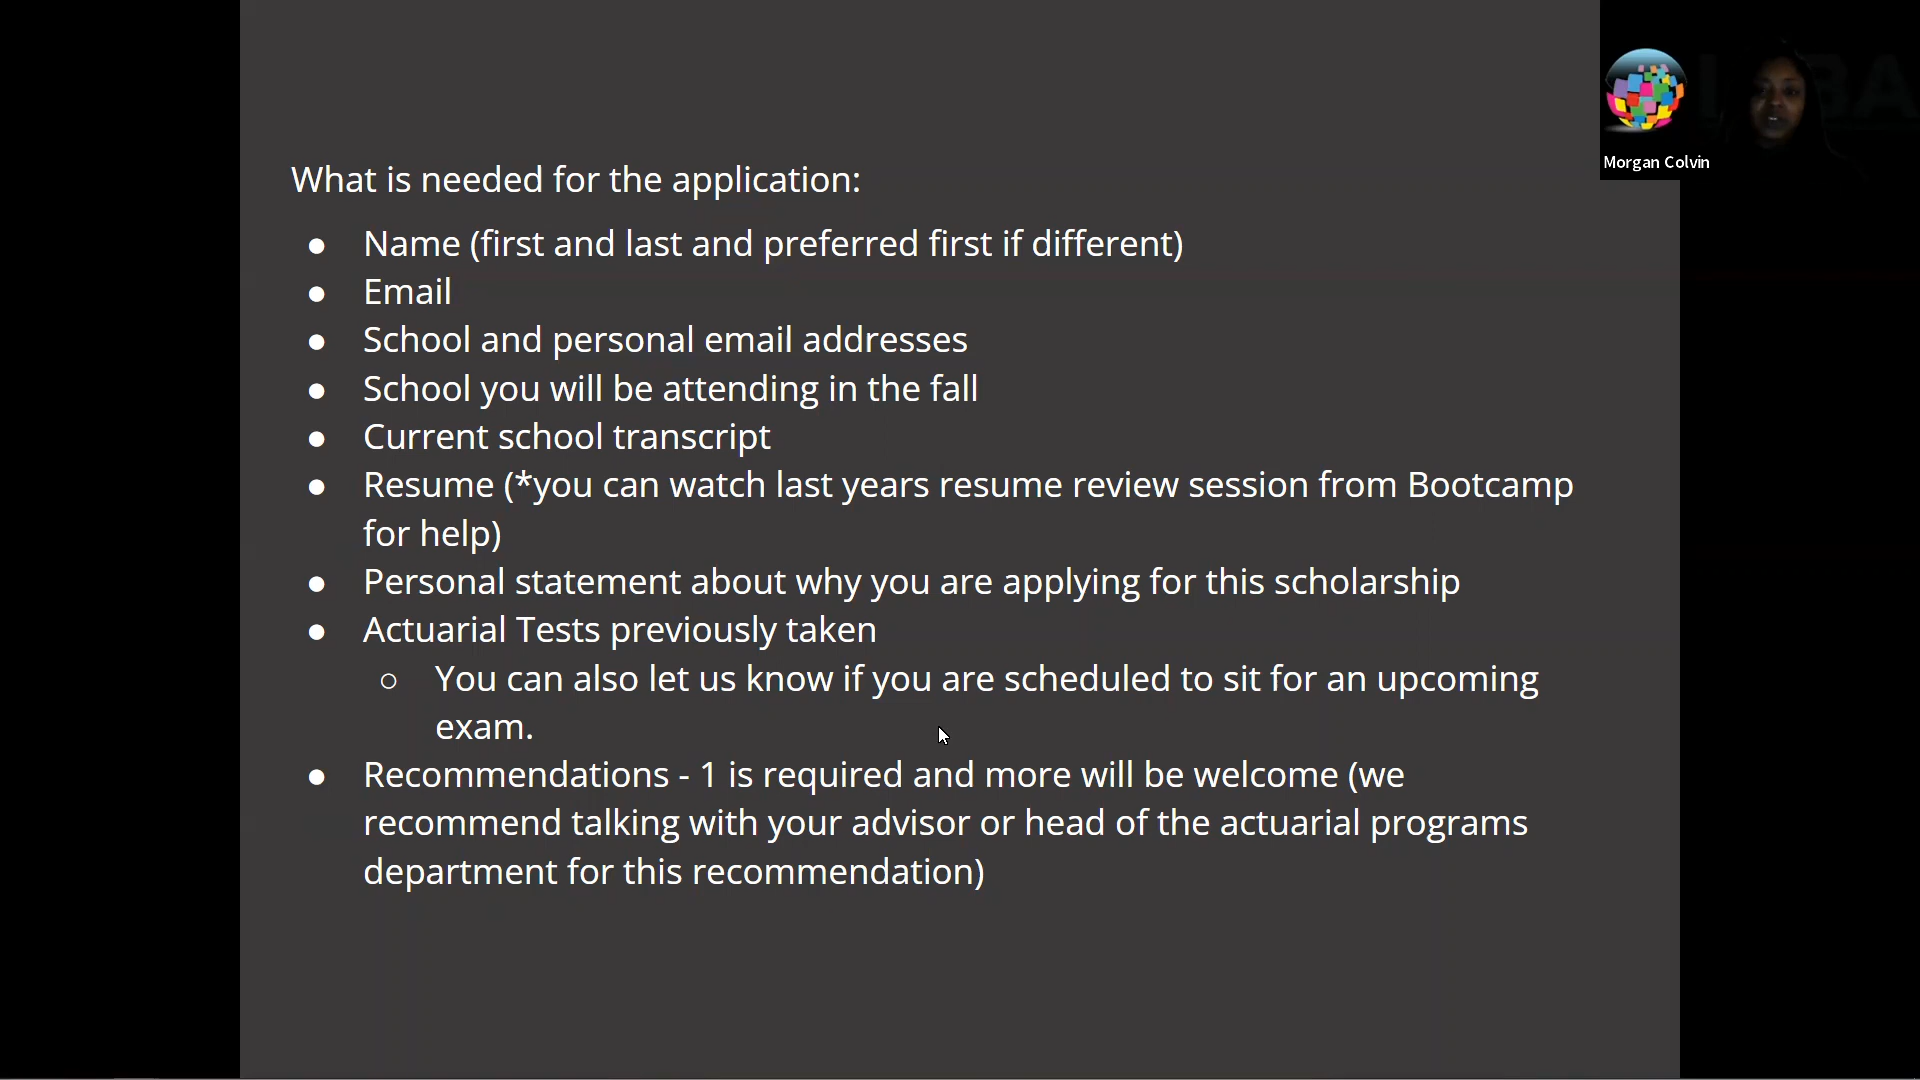 What is needed for the application:
● Name (first and last and preferred first if different)
● Email
● School and personal email addresses
● School you will be attending in the fall
● Current school transcript
● Resume (*you can watch last years resume review session from Bootcamp
for help)
● Personal statement about why you are applying for this scholarship
● Actuarial Tests previously taken
○ You can also let us know if you are scheduled to sit for an upcoming
exam.
● Recommendations - 1 is required and more will be welcome (we
recommend talking with your advisor or head of the actuarial programs
department for this recommendation)
Morgan Colvin